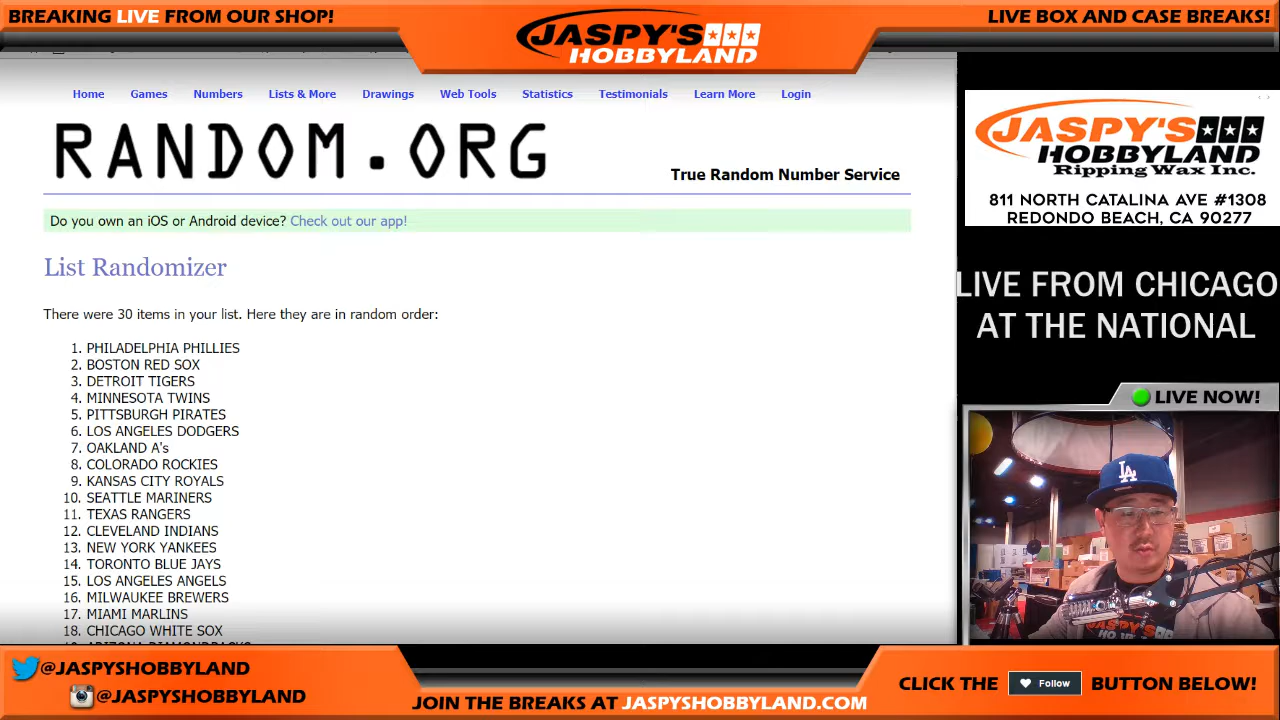 BREAKING LIVE FROM OUR SHOP!
JASPY'S
HOBBYLAND
LIVE BOX AND CASE BREAKS!
Home Games Numbers Lists & More Drawings Web Tools Statistics Testimonials Learn More Login
RANDOM.ORG
True Random Number Service
Do you own an iOS or Android device? Check out our app!
List Randomizer
There were 30 items in your list. Here they are in random order:
1. PHILADELPHIA PHILLIES
2. BOSTON RED SOX
3. DETROIT TIGERS
4. MINNESOTA TWINS
5. PITTSBURGH PIRATES
6. LOS ANGELES DODGERS
7. OAKLAND A's
8. COLORADO ROCKIES
9. KANSAS CITY ROYALS
10. SEATTLE MARINERS
11. TEXAS RANGERS
12. CLEVELAND INDIANS
13. NEW YORK YANKEES
14. TORONTO BLUE JAYS
15. LOS ANGELES ANGELS
16. MILWAUKEE BREWERS
17. MIAMI MARLINS
18. CHICAGO WHITE SOX
19. ARIZONA DIAMONDBACKS
JASPY'S
HOBBYLAND
Ripping Wax Inc.
811 NORTH CATALINA AVE #1308
REDONDO BEACH, CA 90277
LIVE FROM CHICAGO
AT THE NATIONAL
LIVE NOW!
LA
@JASPYSHOBBYLAND
@JASPYSHOBBYLAND
JOIN THE BREAKS AT JASPYSHOBBYLAND.COM
CLICK THE Follow BUTTON BELOW!